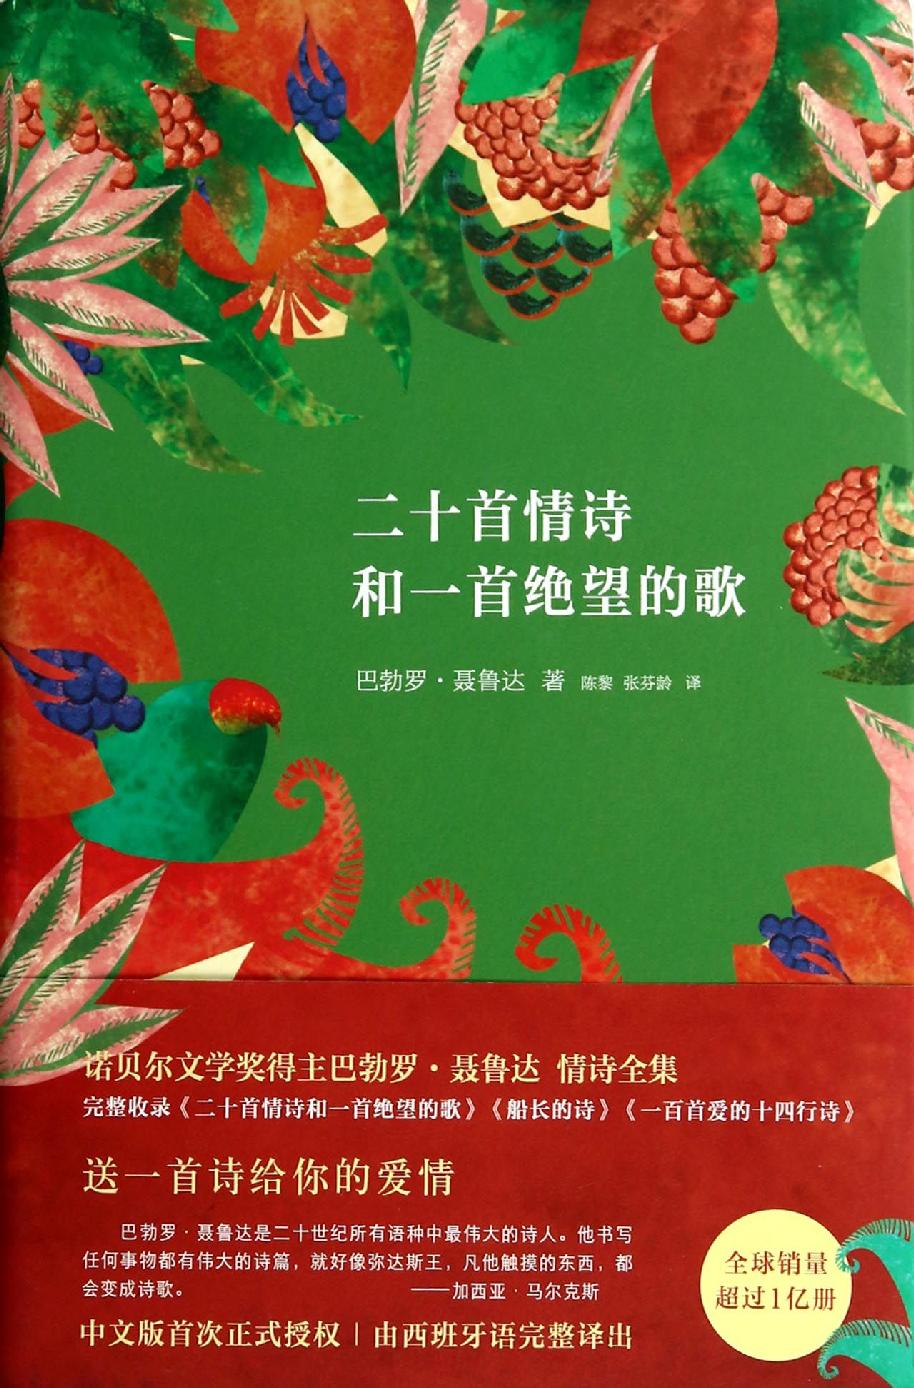 二十首情诗
和一首绝望的歌
巴勃罗·聂鲁达 著 陈黎 张芬龄 译
诺贝尔文学奖得主巴勃罗·聂鲁达 情诗全集
完整收录《二十首情诗和一首绝望的歌》《船长的诗》《一百首爱的十四行诗》
送一首诗给你的爱情
巴勃罗·聂鲁达是二十世纪所有语种中最伟大的诗人。他书写
任何事物都有伟大的诗篇，就好像弥达斯王，凡他触摸的东西，都
会变成诗歌。 ——加西亚·马尔克斯
中文版首次正式授权｜由西班牙语完整译出
全球销量
超过1亿册